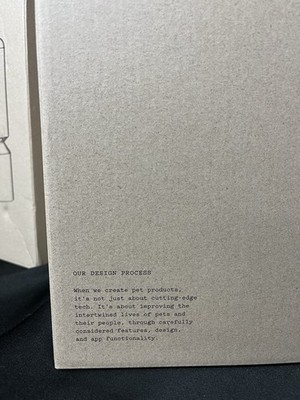 OUR DESIGN PROCESS
When we create pet products,
it's not just about cutting-edge
tech. It's about improving the
intertwined lives of pets and
their people, through carefully
considered features, design,
and app functionality.